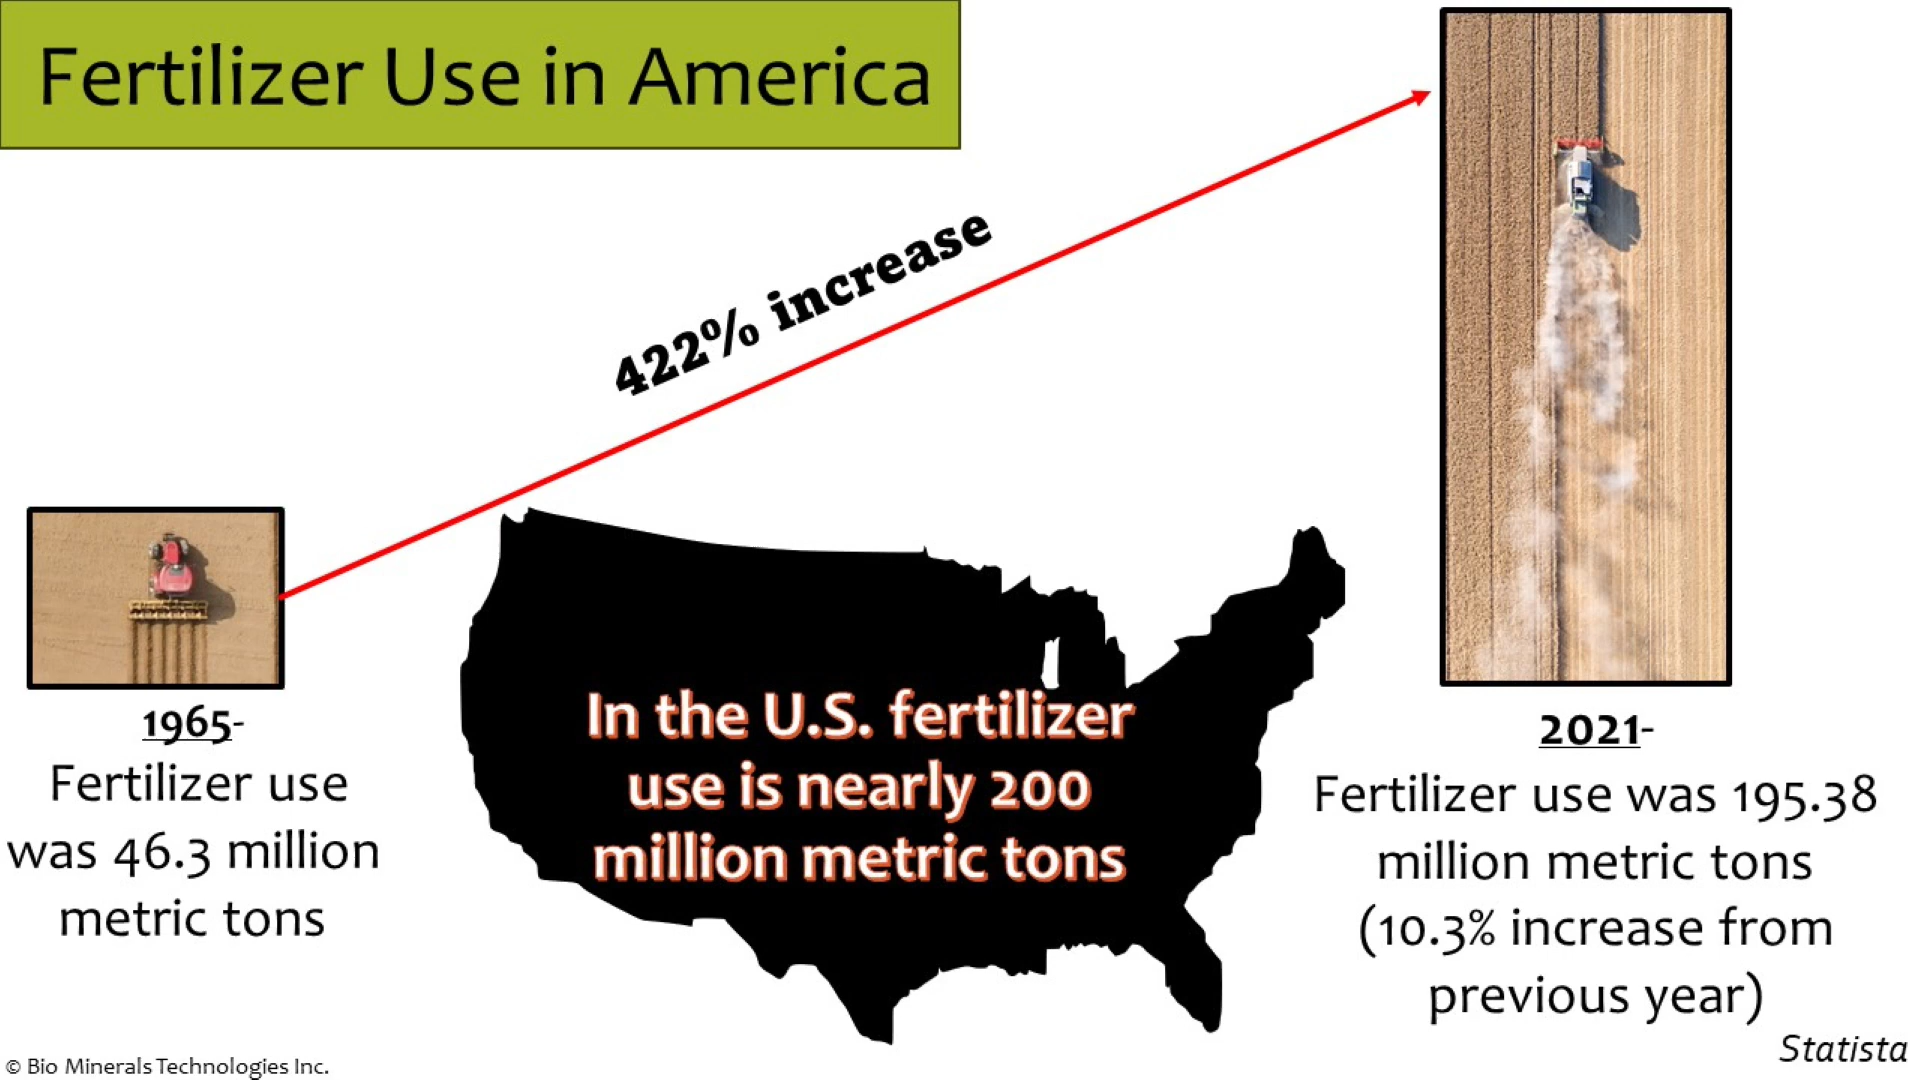 Fertilizer Use in America
422% increase
1965-
Fertilizer use
was 46.3 million
metric tons
In the U.S. fertilizer
use is nearly 200
million metric tons
2021-
Fertilizer use was 195.38
million metric tons
(10.3% increase from
previous year)
Statista
© Bio Minerals Technologies Inc.